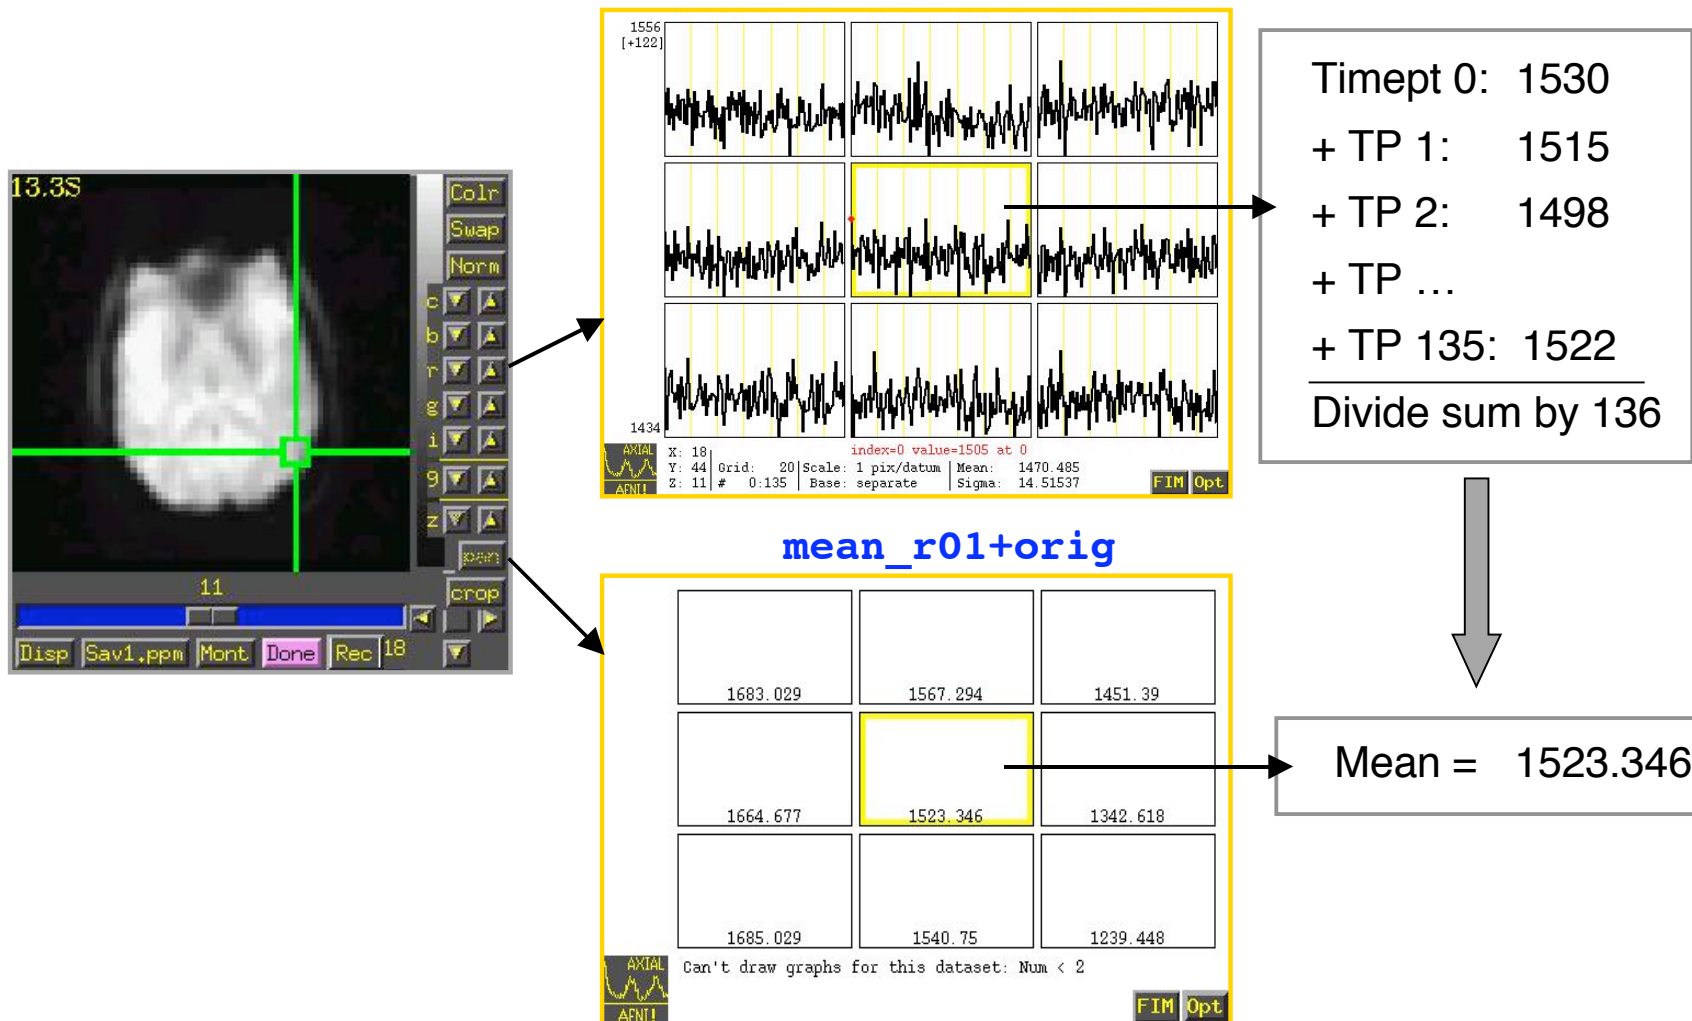 13.3S
Colr
Swap
Norm
c
b
r
g
i
9
z
pan
crop
11
Disp Sav1.ppm Mont Done Rec 18
1556
[+122]
1434
AXIAL
AFNI!
index=0 value=1505 at 0
X: 18
Y: 44 Grid: 20 Scale: 1 pix/datum Mean: 1470.485
Z: 11 # 0:135 Base: separate Sigma: 14.51537
FIM Opt
Timept 0: 1530
+ TP 1: 1515
+ TP 2: 1498
+ TP …
+ TP 135: 1522
Divide sum by 136
mean_r01+orig
1683.029 1567.294 1451.39
1664.677 1523.346 1342.618
1685.029 1540.75 1239.448
AXIAL
AFNI!
Can't draw graphs for this dataset: Num < 2
FIM Opt
Mean = 1523.346